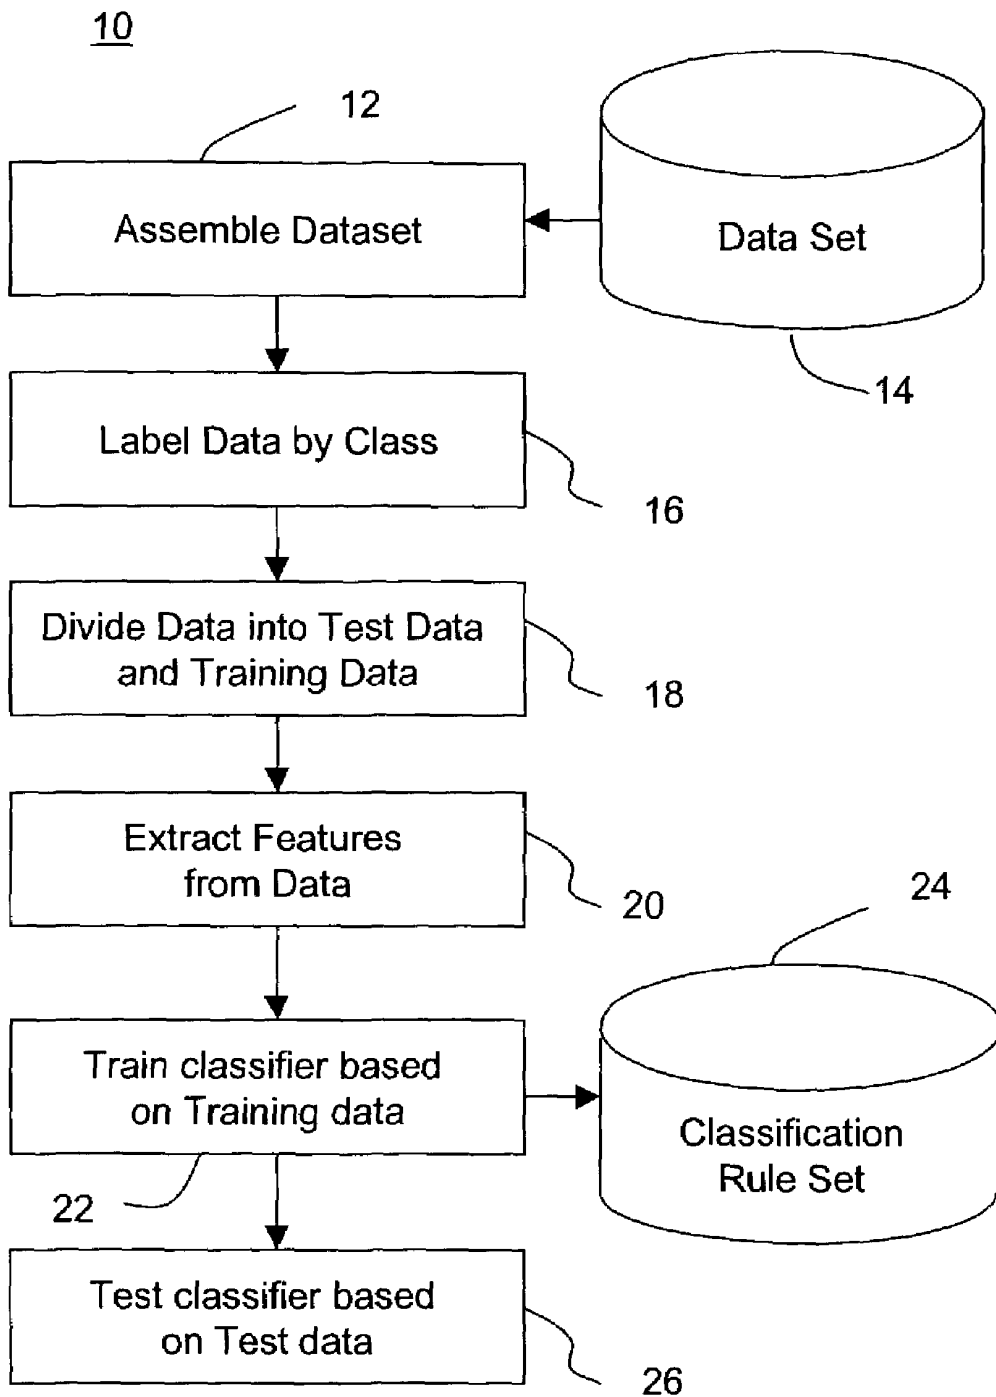 10
12
Assemble Dataset
Data Set
14
Label Data by Class
16
Divide Data into Test Data
and Training Data
18
Extract Features
from Data
20
24
Train classifier based
on Training data
Classification
Rule Set
22
Test classifier based
on Test data
26